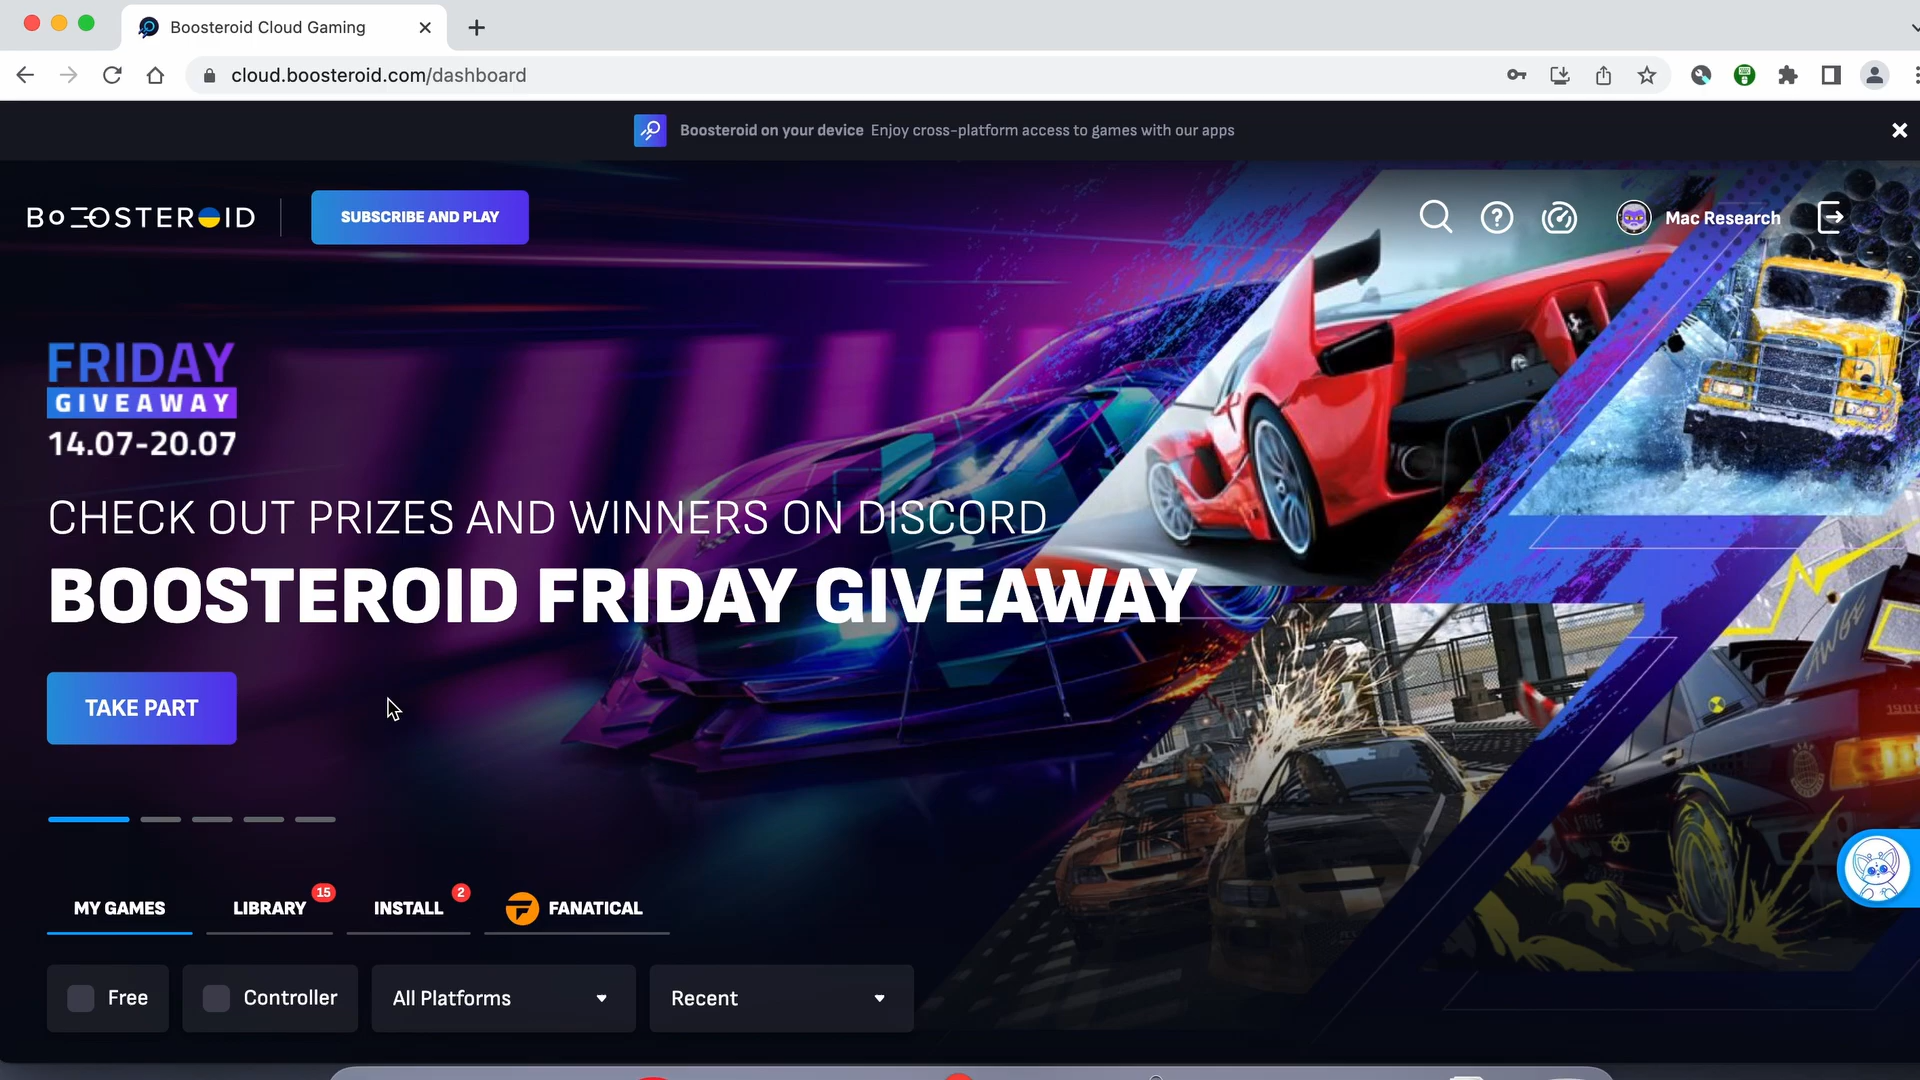 Boosteroid Cloud Gaming
cloud.boosteroid.com/dashboard
Boosteroid on your device Enjoy cross-platform access to games with our apps
BOOSTEROID
SUBSCRIBE AND PLAY
Mac Research
FRIDAY
GIVEAWAY
14.07-20.07
CHECK OUT PRIZES AND WINNERS ON DISCORD
BOOSTEROID FRIDAY GIVEAWAY
TAKE PART
MY GAMES
LIBRARY 15
INSTALL 2
FANATICAL
Free
Controller
All Platforms
Recent